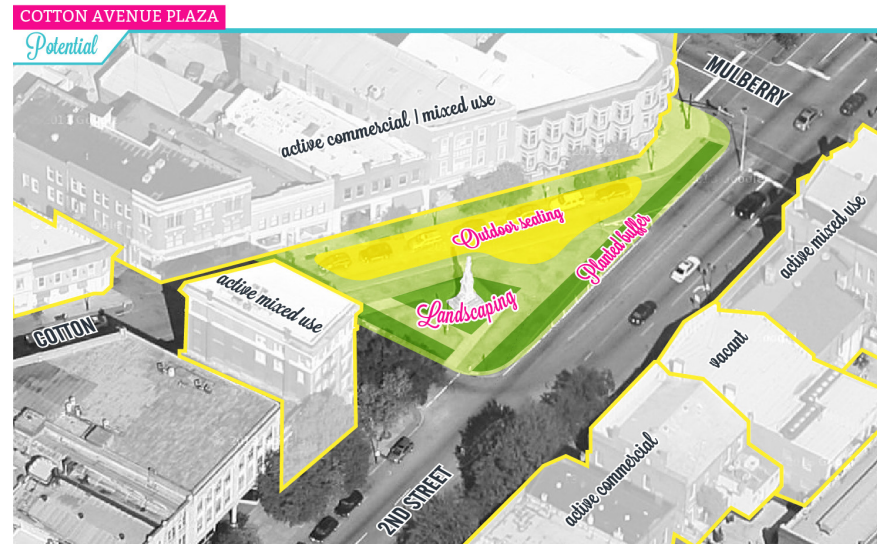 COTTON AVENUE PLAZA
Potential
MULBERRY
active commercial | mixed use
active mixed use
Outdoor seating
Planted buffer
active mixed use
Landscaping
COTTON
vacant
active commercial
2ND STREET